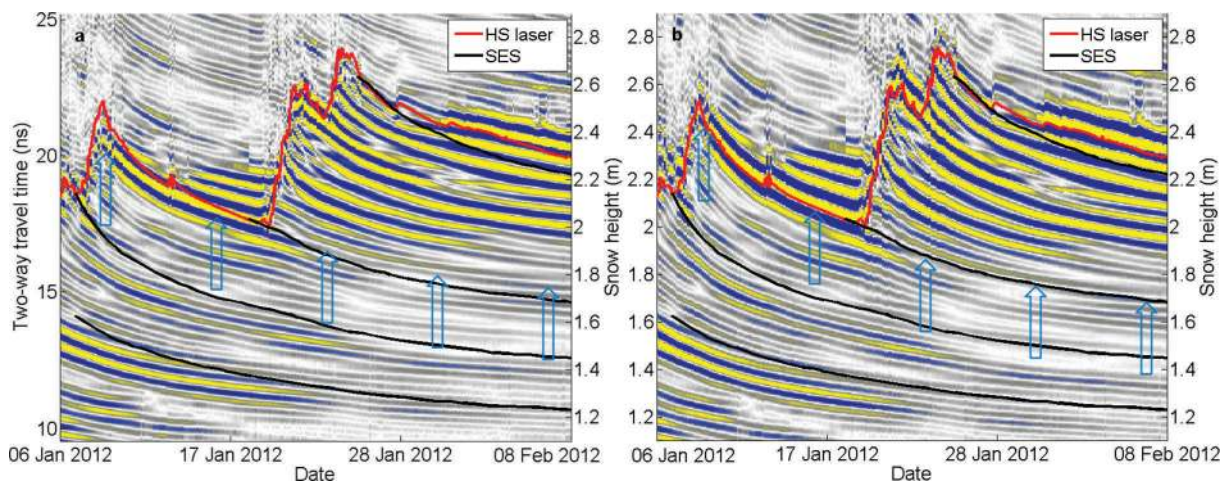 a
HS laser
SES
Two-way travel time (ns)
25
20
15
10
2.8
2.6
2.4
2.2
2
1.8
1.6
1.4
1.2
Snow height (m)
06 Jan 2012
17 Jan 2012
28 Jan 2012
08 Feb 2012
Date
b
HS laser
SES
2.8
2.6
2.4
2.2
2
1.8
1.6
1.4
1.2
2.8
2.6
2.4
2.2
2
1.8
1.6
1.4
1.2
Snow height (m)
06 Jan 2012
17 Jan 2012
28 Jan 2012
08 Feb 2012
Date